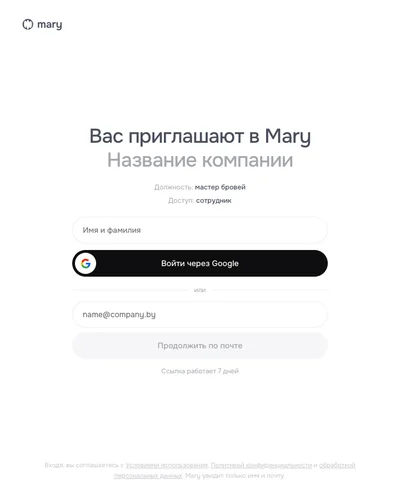 mary
Вас приглашают в Mary
Название компании
Должность: мастер бровей
Доступ: сотрудник
Имя и фамилия
Войти через Google
или
name@company.by
Продолжить по почте
Ссылка работает 7 дней
Входя, вы соглашаетесь с Условиями использования, Политикой конфиденциальности и обработкой
персональных данных. Mary увидит только имя и почту.